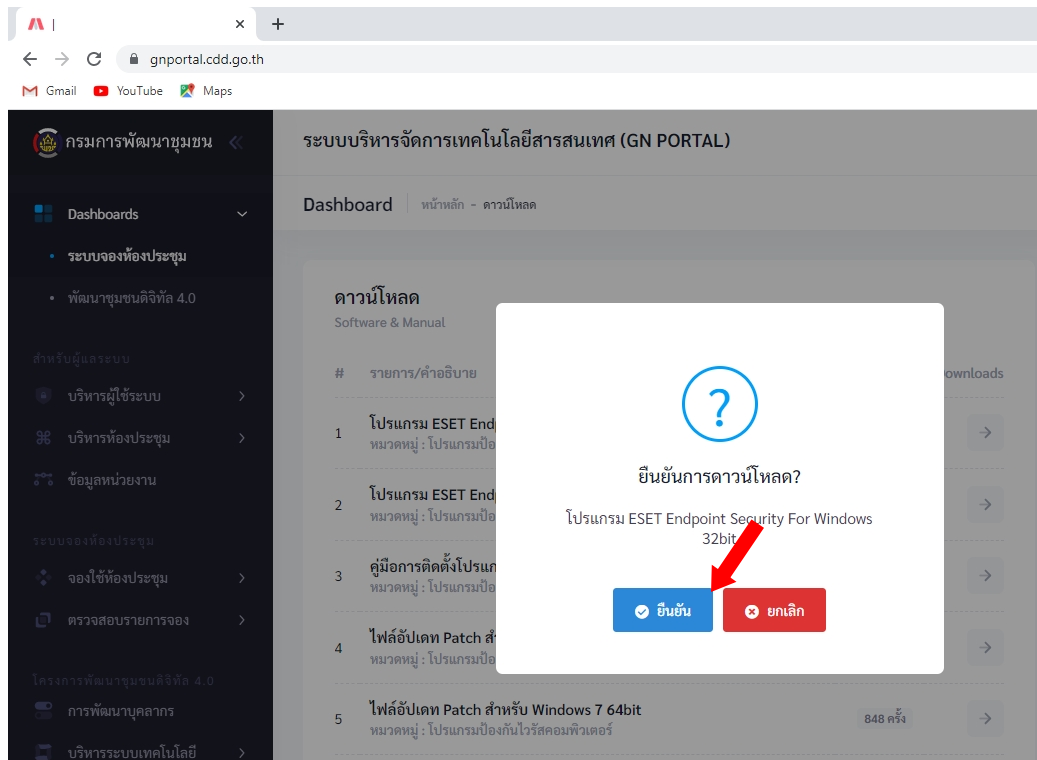 gnportal.cdd.go.th
Gmail YouTube Maps
กรมการพัฒนาชุมชน
ระบบบริหารจัดการเทคโนโลยีสารสนเทศ (GN PORTAL)
Dashboards
Dashboard หน้าหลัก - ดาวน์โหลด
ระบบจองห้องประชุม
พัฒนาชุมชนดิจิทัล 4.0
สำหรับผู้แลระบบ
บริหารผู้ใช้ระบบ
บริหารห้องประชุม
ข้อมูลหน่วยงาน
ระบบจองห้องประชุม
จองใช้ห้องประชุม
ตรวจสอบรายการจอง
โครงการพัฒนาชุมชนดิจิทัล 4.0
การพัฒนาบุคลากร
บริหารระบบเทคโนโลยี
ดาวน์โหลด
Software & Manual
# รายการ/คำอธิบาย ownloads
1 โปรแกรม ESET End
หมวดหมู่ : โปรแกรมป้อ
2 โปรแกรม ESET End
หมวดหมู่ : โปรแกรมป้อ
3 คู่มือการติดตั้งโปรแก
หมวดหมู่ : โปรแกรมป้อ
4 ไฟล์อัปเดท Patch สำ
หมวดหมู่ : โปรแกรมป้อ
5 ไฟล์อัปเดท Patch สำหรับ Windows 7 64bit 848 ครั้ง
หมวดหมู่ : โปรแกรมป้องกันไวรัสคอมพิวเตอร์
?
ยืนยันการดาวน์โหลด?
โปรแกรม ESET Endpoint Security For Windows
32bit
ยืนยัน ยกเลิก